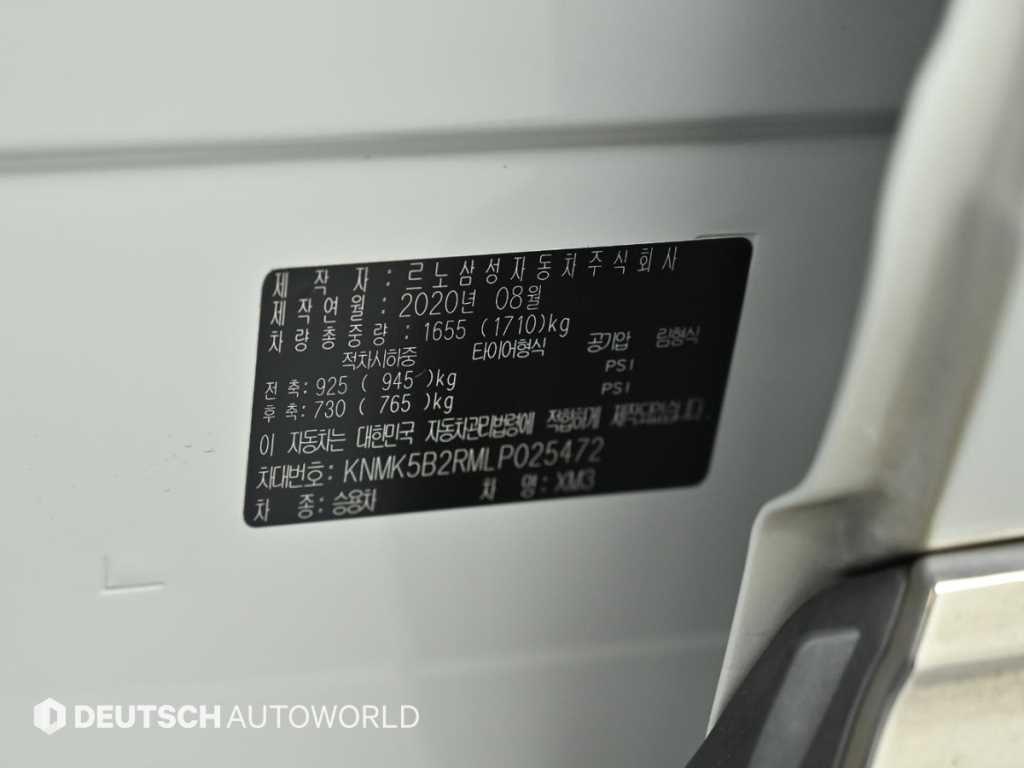 제 작 자 : 르노삼성자동차주식회사
제작연월 : 2020년 08월
차량총중량 : 1655 (1710)kg
적차시하중 타이어형식 공기압 림형식
전 축: 925 ( 945 )kg PSI
후 축: 730 ( 765 )kg PSI
이 자동차는 대한민국 자동차관리법령에 적합하게 제작되었습니다.
차대번호: KNMK5B2RMLP025472
차 종: 승용차 차 명: XM3
DEUTSCH AUTOWORLD